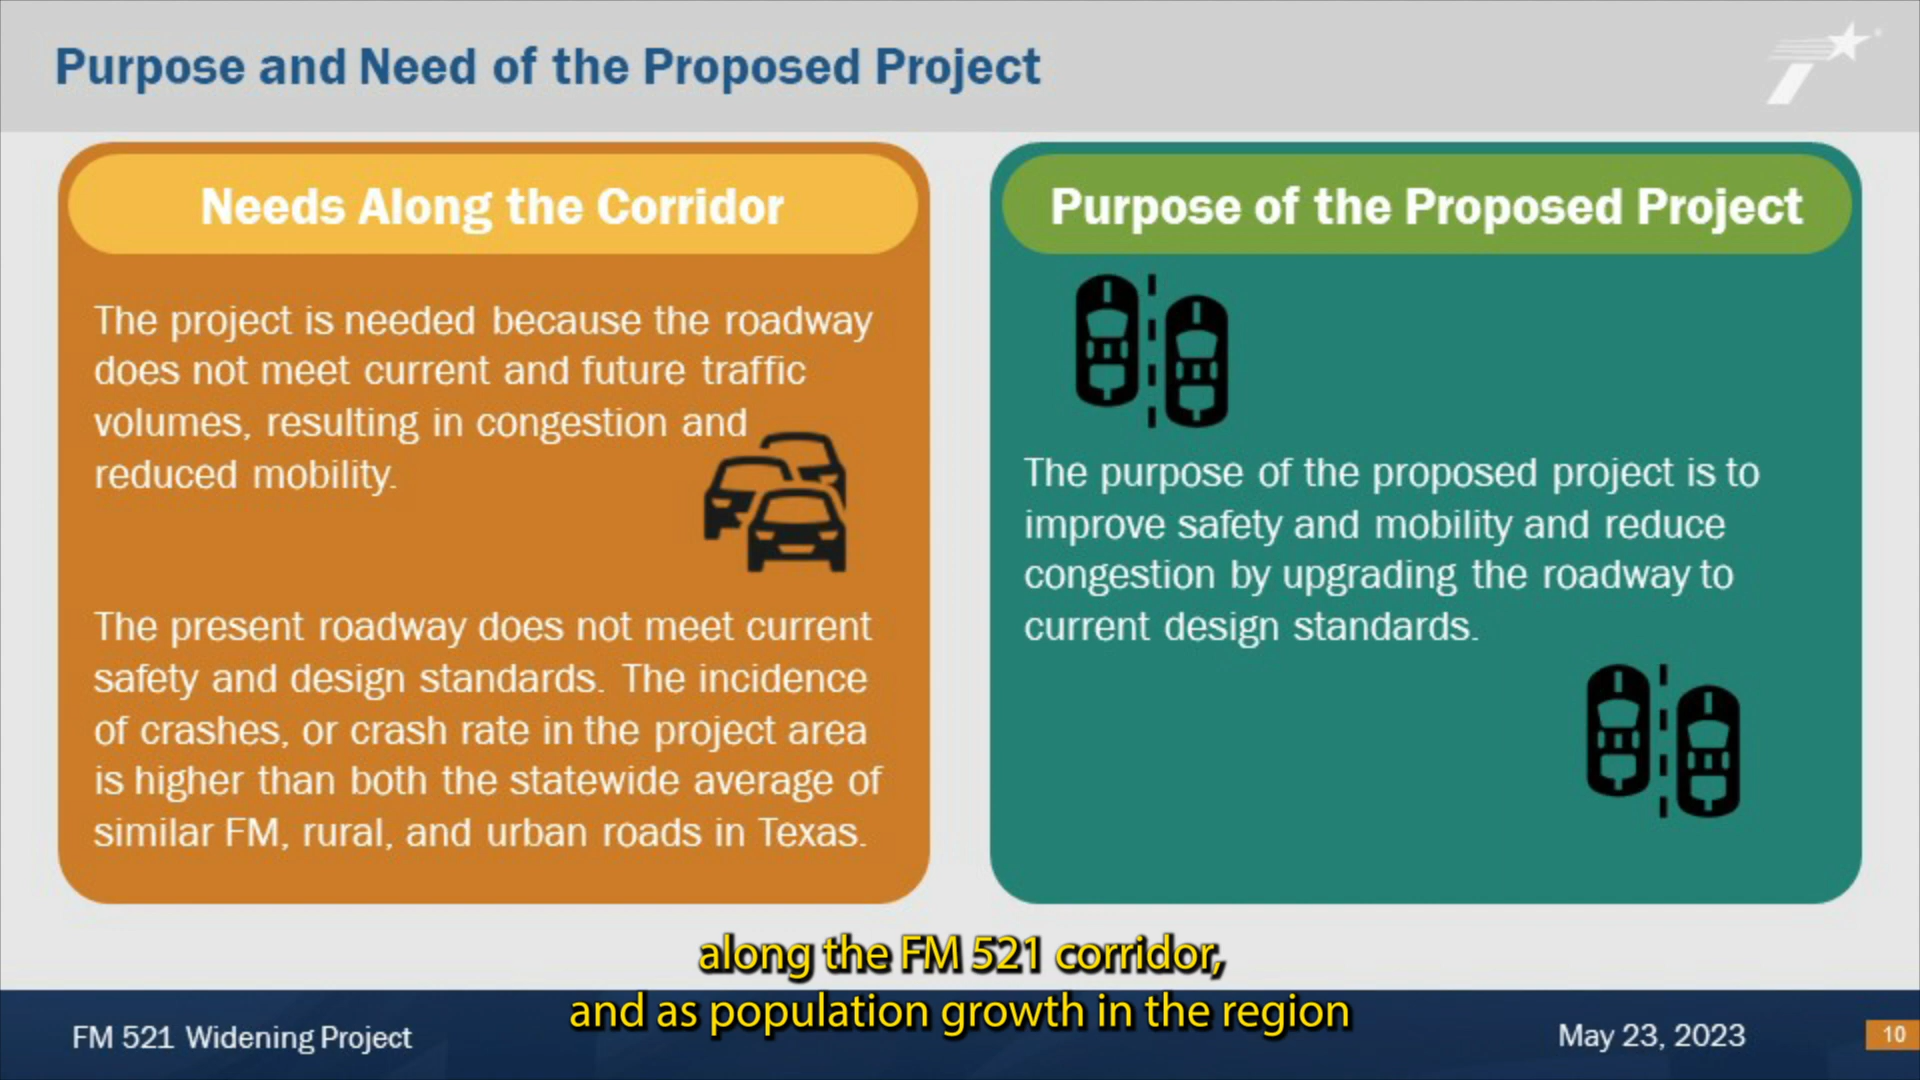 Purpose and Need of the Proposed Project
Needs Along the Corridor
The project is needed because the roadway
does not meet current and future traffic
volumes, resulting in congestion and
reduced mobility.
The present roadway does not meet current
safety and design standards. The incidence
of crashes, or crash rate in the project area
is higher than both the statewide average of
similar FM, rural, and urban roads in Texas.
Purpose of the Proposed Project
The purpose of the proposed project is to
improve safety and mobility and reduce
congestion by upgrading the roadway to
current design standards.
along the FM 521 corridor,
and as population growth in the region
FM 521 Widening Project
May 23, 2023
10